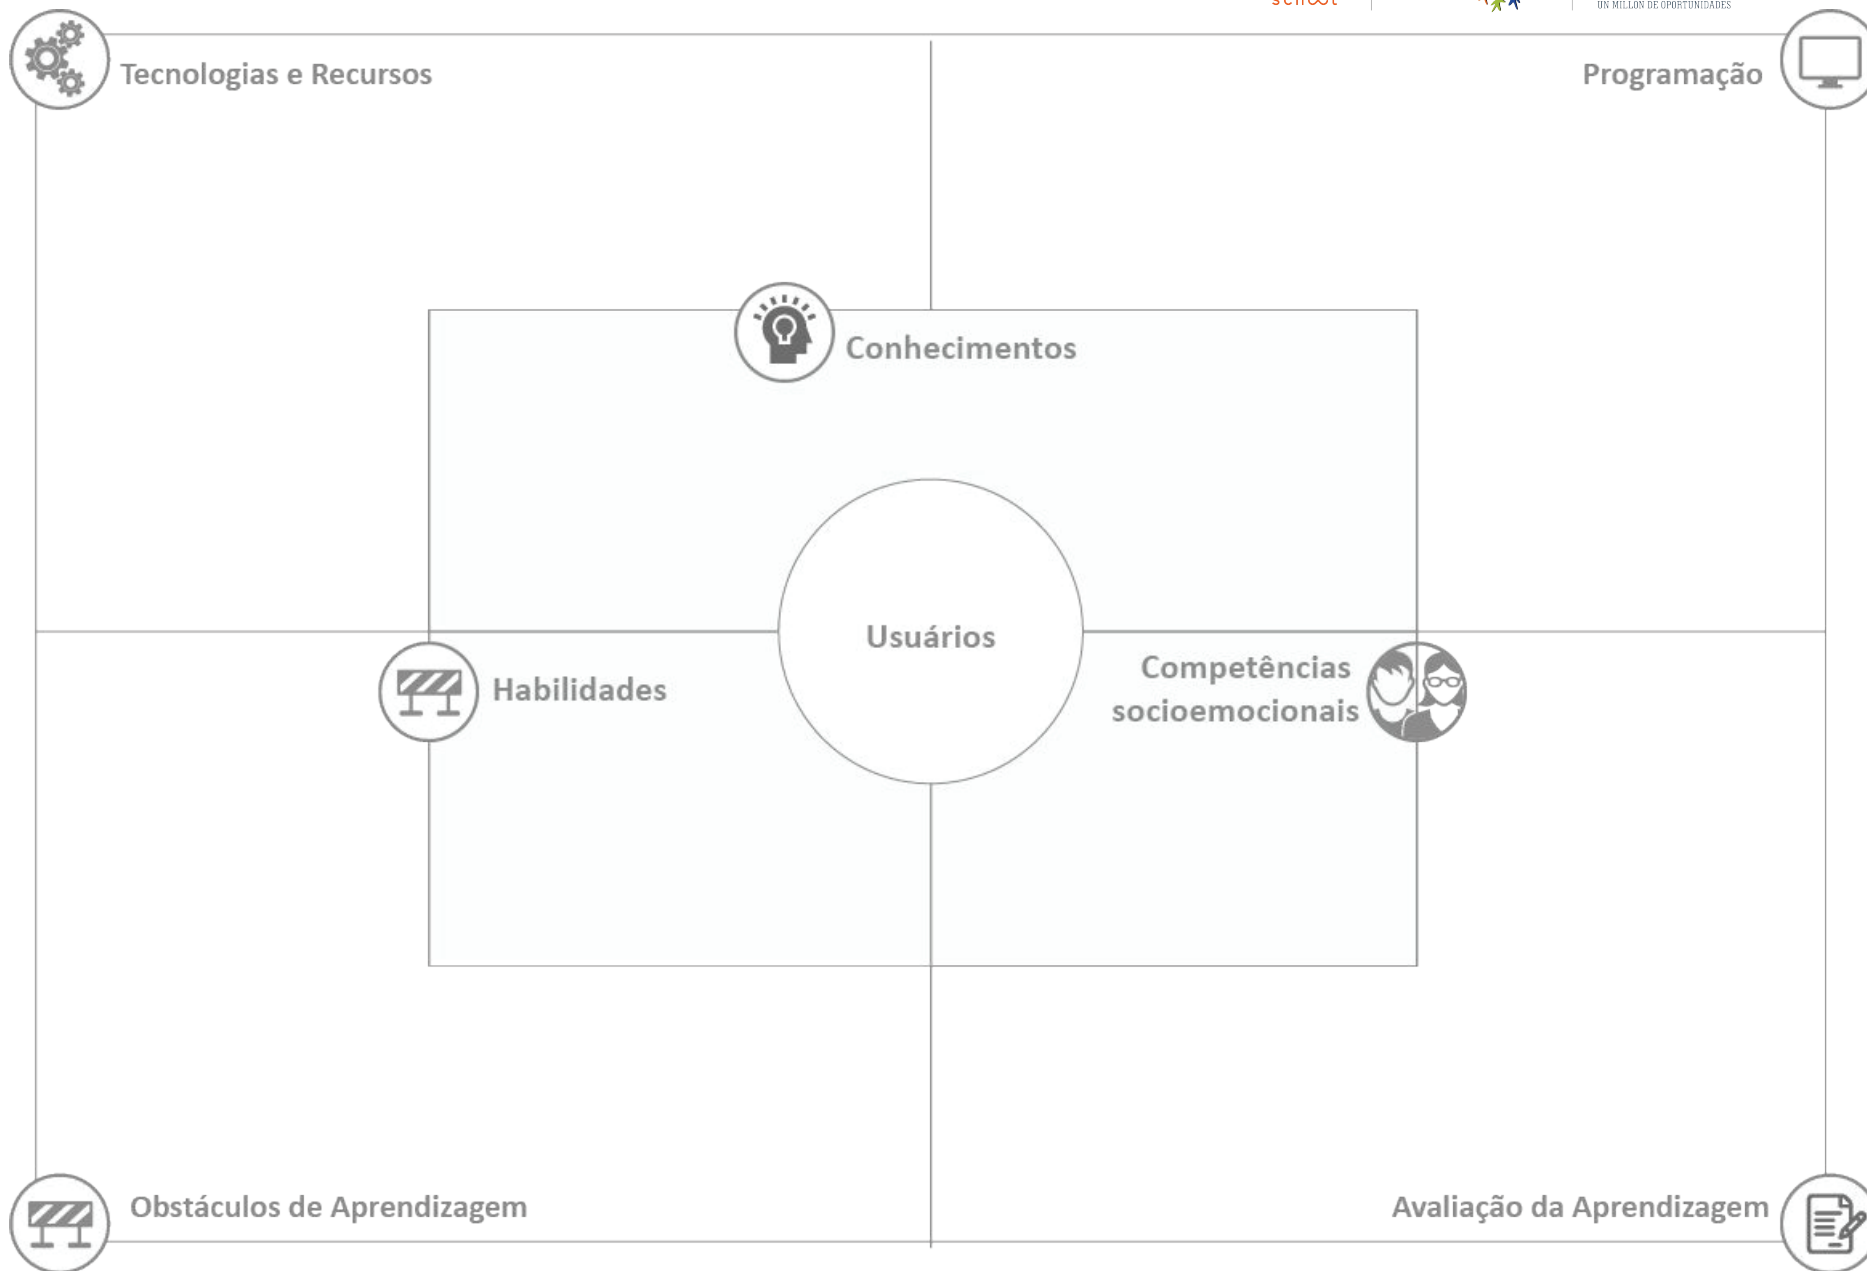 UN MILLON DE OPORTUNIDADES
Tecnologias e Recursos
Programação
Conhecimentos
Usuários
Habilidades
Competências
socioemocionais
Obstáculos de Aprendizagem
Avaliação da Aprendizagem